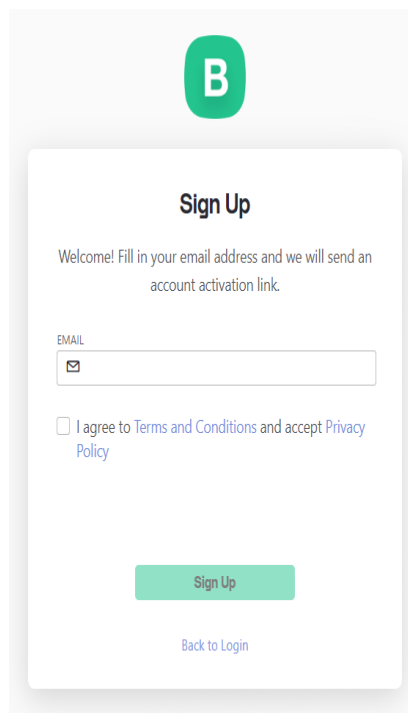 B
Sign Up
Welcome! Fill in your email address and we will send an
account activation link.
EMAIL
I agree to Terms and Conditions and accept Privacy
Policy
Sign Up
Back to Login